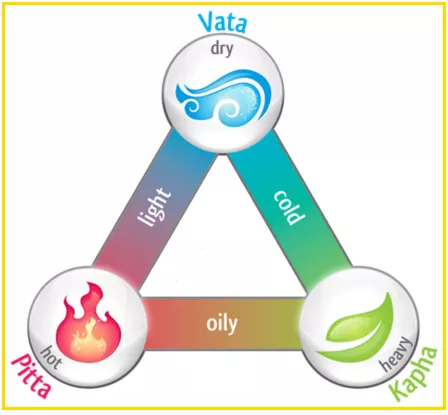 Vata
dry
light
cold
oily
hot
Pitta
heavy
Kapha